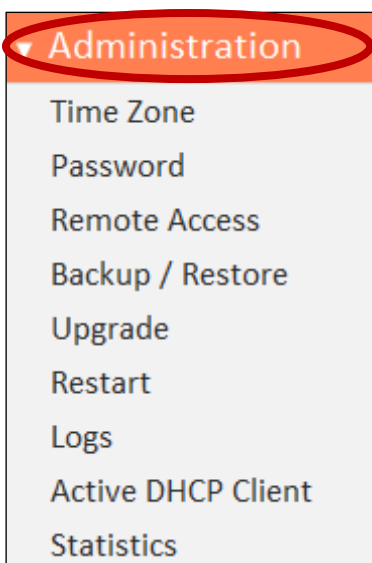 Administration
Time Zone
Password
Remote Access
Backup / Restore
Upgrade
Restart
Logs
Active DHCP Client
Statistics